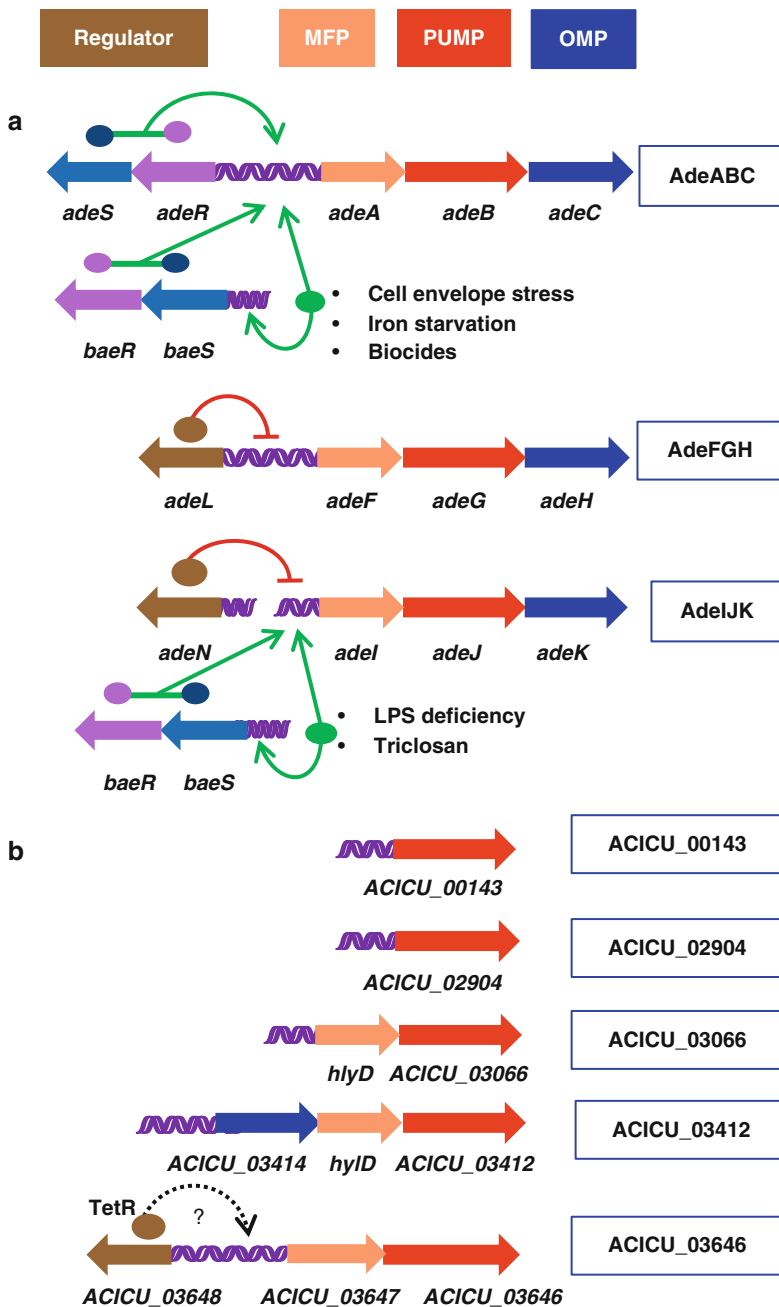 Regulator MFP PUMP OMP
a
AdeABC
adeS adeR adeA adeB adeC
• Cell envelope stress
• Iron starvation
• Biocides
baeR baeS
AdeFGH
adeL adeF adeG adeH
AdeIJK
adeN adeI adeJ adeK
• LPS deficiency
• Triclosan
baeR baeS
b
ACICU_00143
ACICU_00143
ACICU_02904
ACICU_02904
ACICU_03066
hlyD ACICU_03066
ACICU_03412
ACICU_03414 hylD ACICU_03412
TetR ?
ACICU_03646
ACICU_03648 ACICU_03647 ACICU_03646